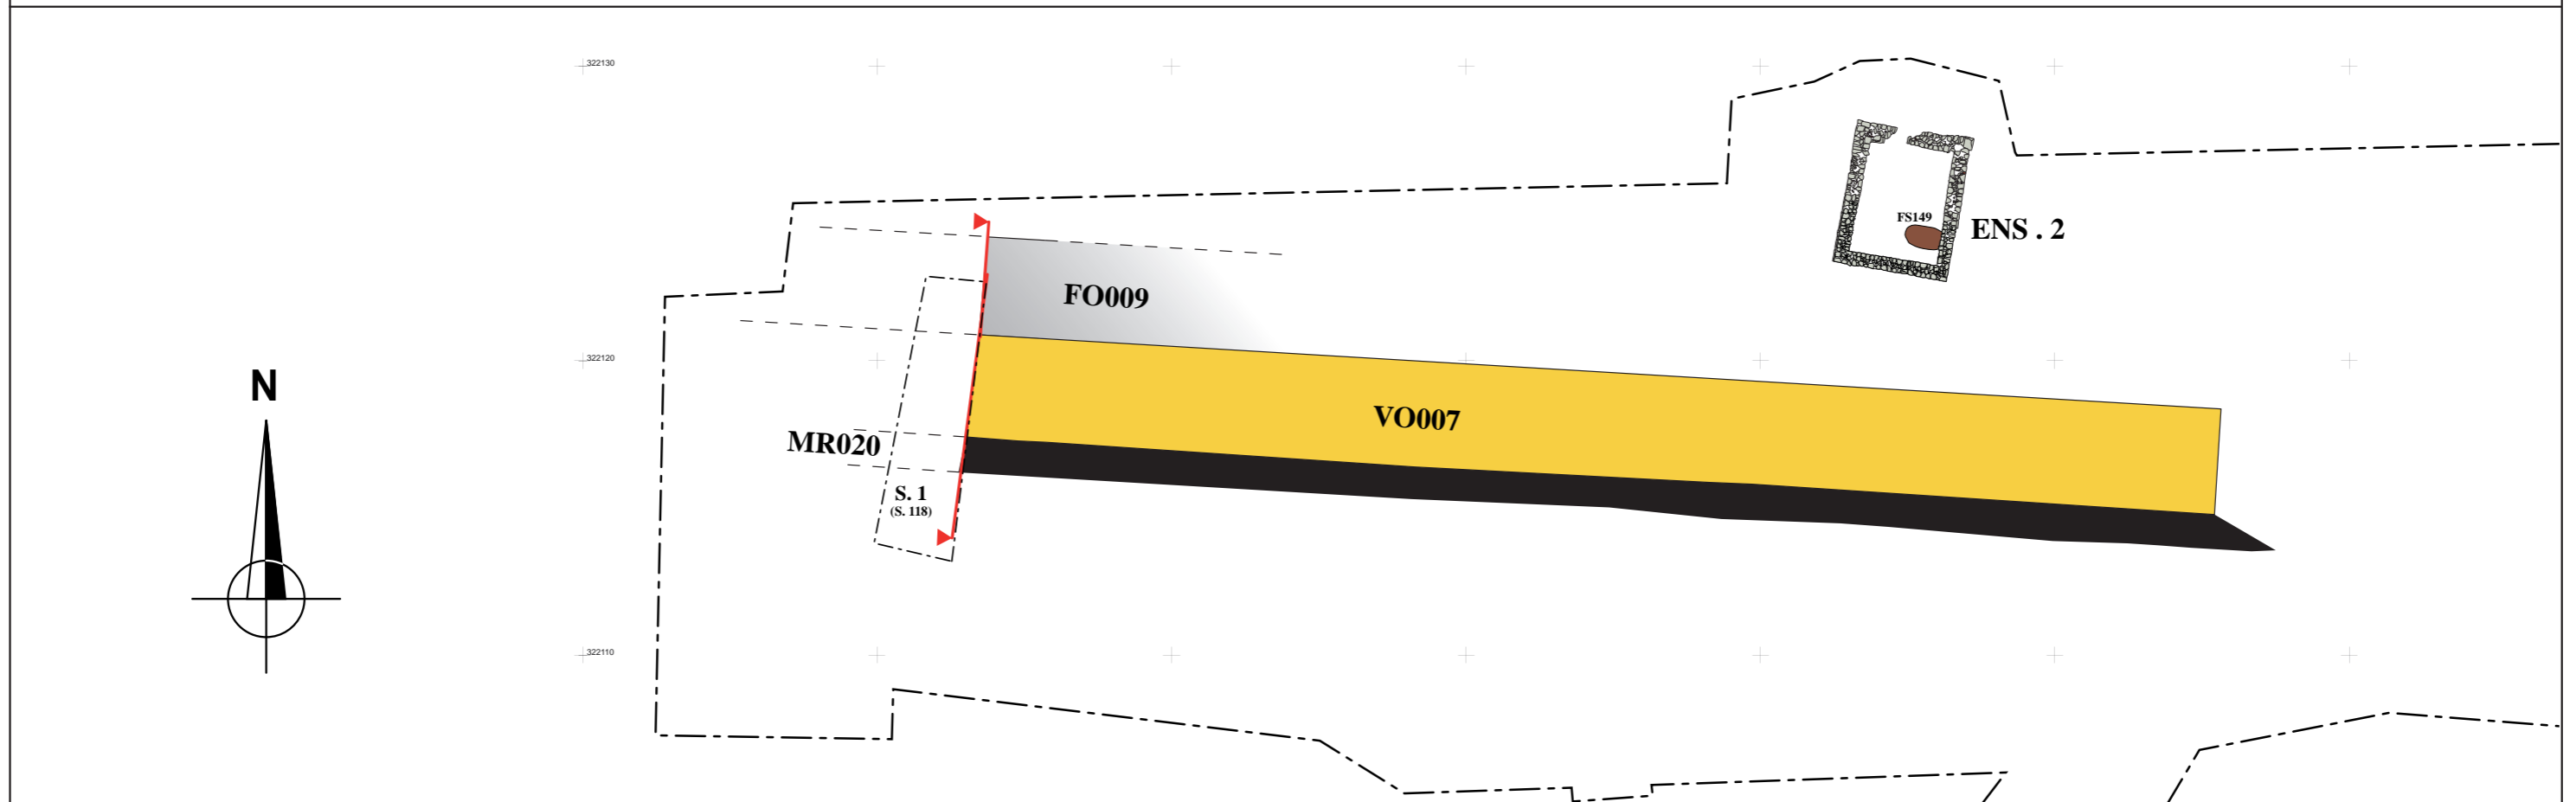 322130
FS149
ENS . 2
FO009
322120
N
VO007
MR020
S. 1
(S. 118)
322110